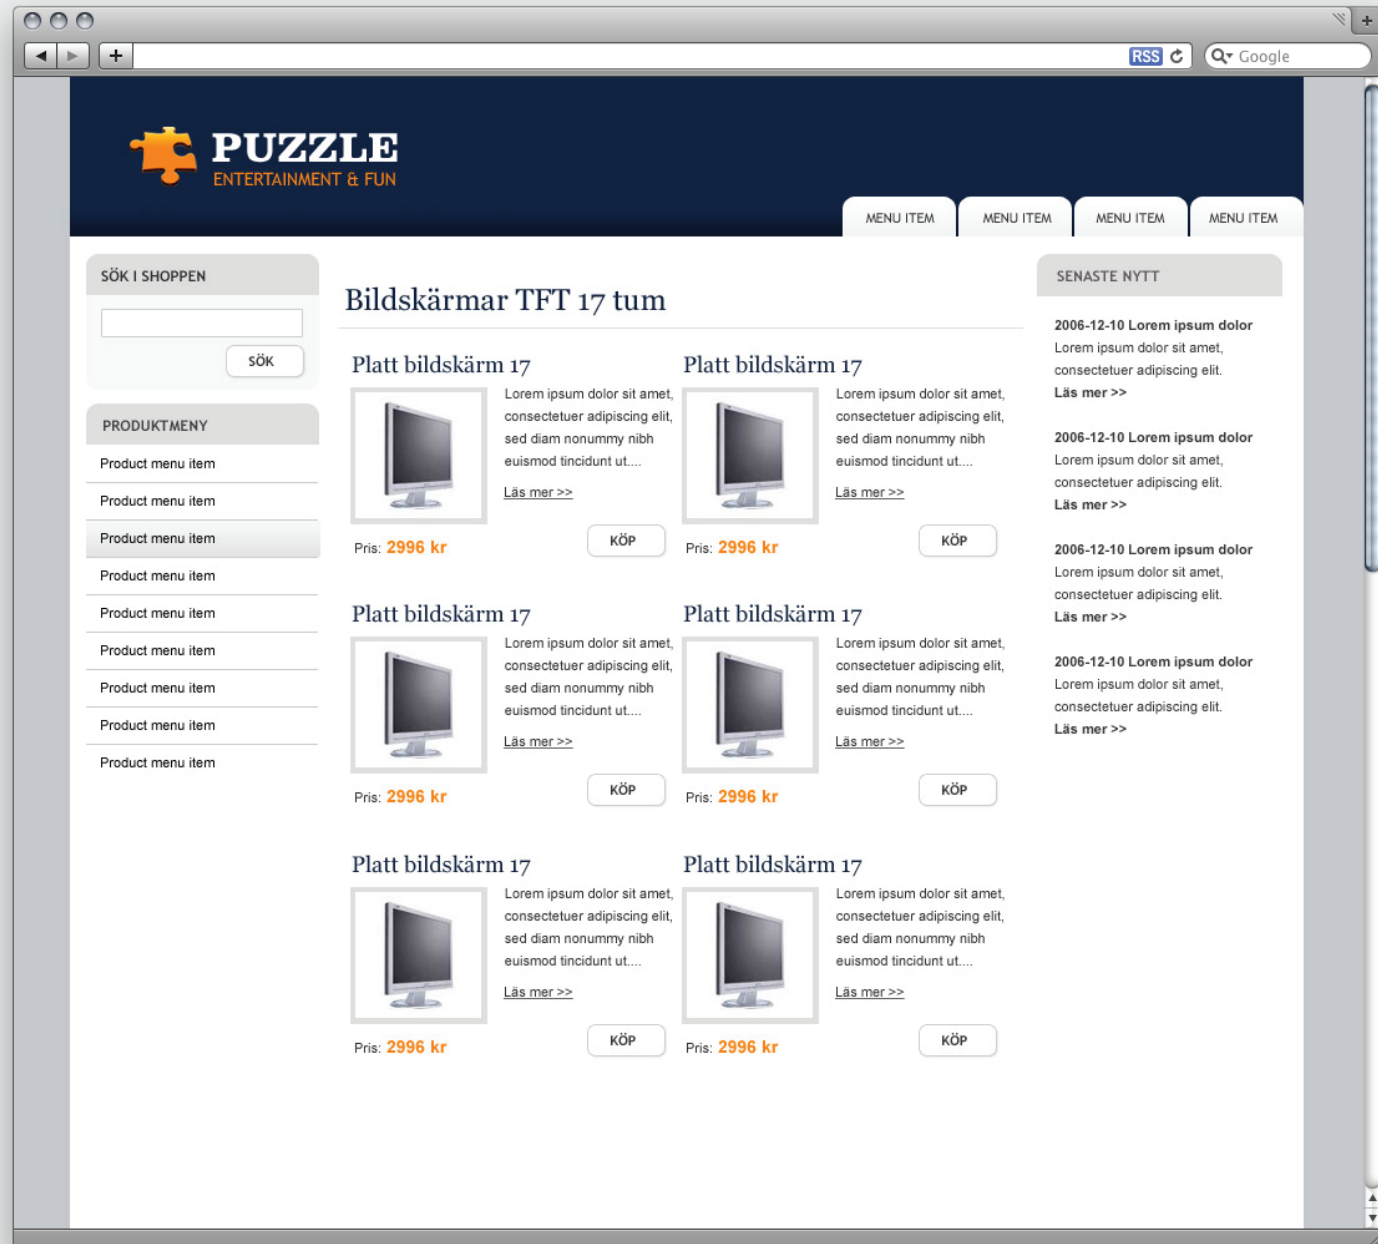 RSS
Google
PUZZLE
ENTERTAINMENT & FUN
MENU ITEM
MENU ITEM
MENU ITEM
MENU ITEM
SÖK I SHOPPEN
SÖK
PRODUKTMENY
Product menu item
Product menu item
Product menu item
Product menu item
Product menu item
Product menu item
Product menu item
Product menu item
Product menu item
Bildskärmar TFT 17 tum
Platt bildskärm 17
Lorem ipsum dolor sit amet,
consectetuer adipiscing elit,
sed diam nonummy nibh
euismod tincidunt ut....
Läs mer >>
Pris: 2996 kr
KÖP
Platt bildskärm 17
Lorem ipsum dolor sit amet,
consectetuer adipiscing elit,
sed diam nonummy nibh
euismod tincidunt ut....
Läs mer >>
Pris: 2996 kr
KÖP
Platt bildskärm 17
Lorem ipsum dolor sit amet,
consectetuer adipiscing elit,
sed diam nonummy nibh
euismod tincidunt ut....
Läs mer >>
Pris: 2996 kr
KÖP
Platt bildskärm 17
Lorem ipsum dolor sit amet,
consectetuer adipiscing elit,
sed diam nonummy nibh
euismod tincidunt ut....
Läs mer >>
Pris: 2996 kr
KÖP
Platt bildskärm 17
Lorem ipsum dolor sit amet,
consectetuer adipiscing elit,
sed diam nonummy nibh
euismod tincidunt ut....
Läs mer >>
Pris: 2996 kr
KÖP
Platt bildskärm 17
Lorem ipsum dolor sit amet,
consectetuer adipiscing elit,
sed diam nonummy nibh
euismod tincidunt ut....
Läs mer >>
Pris: 2996 kr
KÖP
SENASTE NYTT
2006-12-10 Lorem ipsum dolor
Lorem ipsum dolor sit amet,
consectetuer adipiscing elit.
Läs mer >>
2006-12-10 Lorem ipsum dolor
Lorem ipsum dolor sit amet,
consectetuer adipiscing elit.
Läs mer >>
2006-12-10 Lorem ipsum dolor
Lorem ipsum dolor sit amet,
consectetuer adipiscing elit.
Läs mer >>
2006-12-10 Lorem ipsum dolor
Lorem ipsum dolor sit amet,
consectetuer adipiscing elit.
Läs mer >>